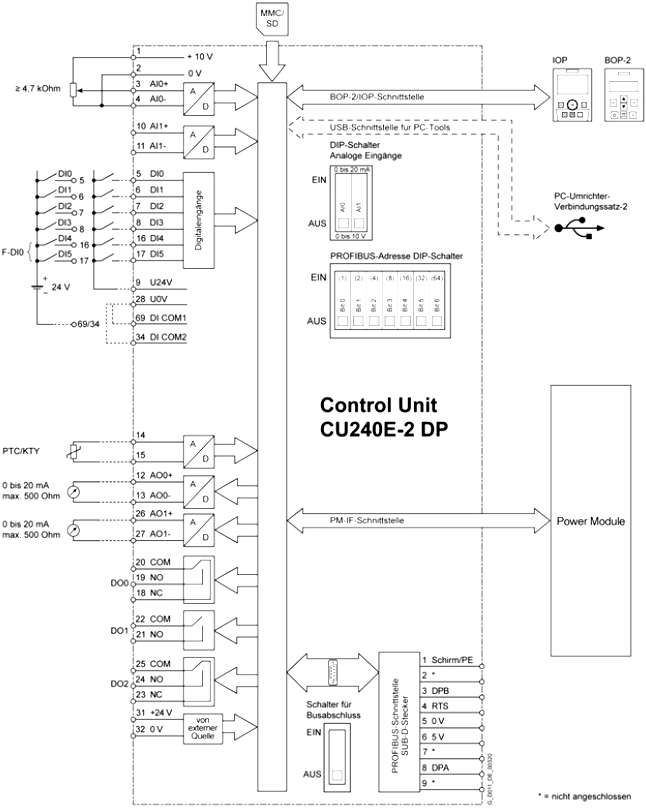 MMC/
SD
1
+ 10 V
2
0 V
≥ 4,7 kOhm
3 AI0+
4 AI0-
A
D
10 AI1+
11 AI1-
A
D
DI0
5
DI1
6
DI2
7
DI3
8
DI4
16
DI5
17
F-DI0
+
24 V
−
69/34
5 DI0
6 DI1
7 DI2
8 DI3
16 DI4
17 DI5
Digitaleingänge
9 U24V
28 U0V
69 DI COM1
34 DI COM2
BOP-2/IOP-Schnittstelle
IOP
BOP-2
USB-Schnittstelle für PC-Tools
PC-Umrichter-
Verbindungssatz-2
DIP-Schalter
Analoge Eingänge
0 bis 20 mA
EIN
AI0
AI1
AUS
0 bis 10 V
PROFIBUS-Adresse DIP-Schalter
EIN
(1) (2) (4) (8) (16) (32) (64)
Bit 0 Bit 1 Bit 2 Bit 3 Bit 4 Bit 5 Bit 6
AUS
Control Unit
CU240E-2 DP
PTC/KTY
14
15
A
D
0 bis 20 mA
max. 500 Ohm
12 AO0+
13 AO0-
A
D
0 bis 20 mA
max. 500 Ohm
26 AO1+
27 AO1-
A
D
PM-IF-Schnittstelle
Power Module
DO0
20 COM
19 NO
18 NC
DO1
22 COM
21 NO
DO2
25 COM
24 NO
23 NC
31 +24 V
32 0 V
von
externer
Quelle
Schalter für
Busabschluss
EIN
AUS
PROFIBUS-Schnittstelle
SUB-D-Stecker
1 Schirm/PE
2 *
3 DPB
4 RTS
5 0 V
6 5 V
7 *
8 DPA
9 *
G_D011_DE_00320
* = nicht angeschlossen